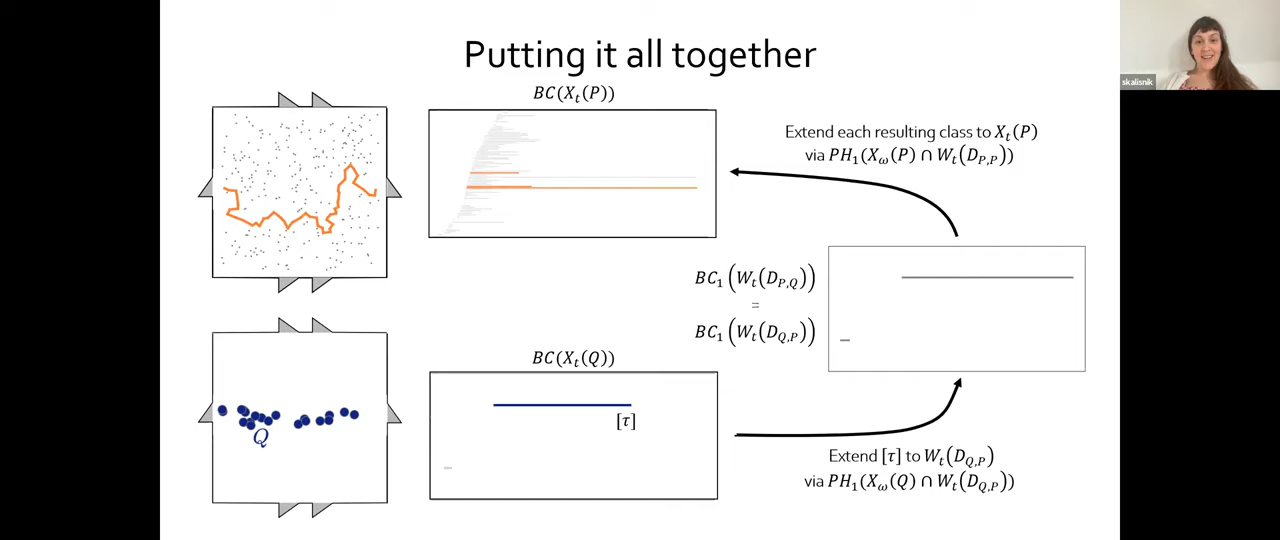 Putting it all together
skalisnik
BC(X_t(P))
Extend each resulting class to X_t(P)
via PH_1(X_ω(P) ∩ W_t(D_{P,P}))
BC_1(W_t(D_{P,Q}))
=
BC_1(W_t(D_{Q,P}))
BC(X_t(Q))
[τ]
Q
Extend [τ] to W_t(D_{Q,P})
via PH_1(X_ω(Q) ∩ W_t(D_{Q,P}))